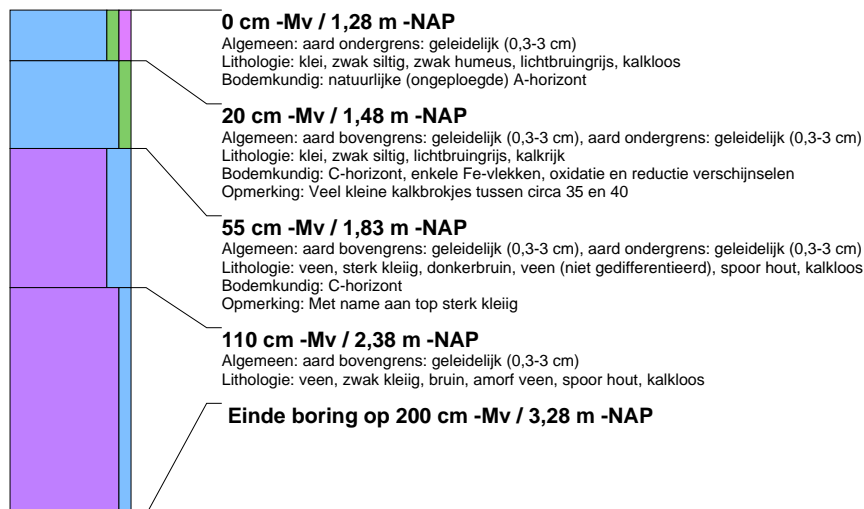 0 cm -Mv / 1,28 m -NAP
Algemeen: aard ondergrens: geleidelijk (0,3-3 cm)
Lithologie: klei, zwak siltig, zwak humeus, lichtbruingrijs, kalkloos
Bodemkundig: natuurlijke (ongeploegde) A-horizont
20 cm -Mv / 1,48 m -NAP
Algemeen: aard bovengrens: geleidelijk (0,3-3 cm), aard ondergrens: geleidelijk (0,3-3 cm)
Lithologie: klei, zwak siltig, lichtbruingrijs, kalkrijk
Bodemkundig: C-horizont, enkele Fe-vlekken, oxidatie en reductie verschijnselen
Opmerking: Veel kleine kalkbrokjes tussen circa 35 en 40
55 cm -Mv / 1,83 m -NAP
Algemeen: aard bovengrens: geleidelijk (0,3-3 cm), aard ondergrens: geleidelijk (0,3-3 cm)
Lithologie: veen, sterk kleiig, donkerbruin, veen (niet gedifferentieerd), spoor hout, kalkloos
Bodemkundig: C-horizont
Opmerking: Met name aan top sterk kleiig
110 cm -Mv / 2,38 m -NAP
Algemeen: aard bovengrens: geleidelijk (0,3-3 cm)
Lithologie: veen, zwak kleiig, bruin, amorf veen, spoor hout, kalkloos
Einde boring op 200 cm -Mv / 3,28 m -NAP